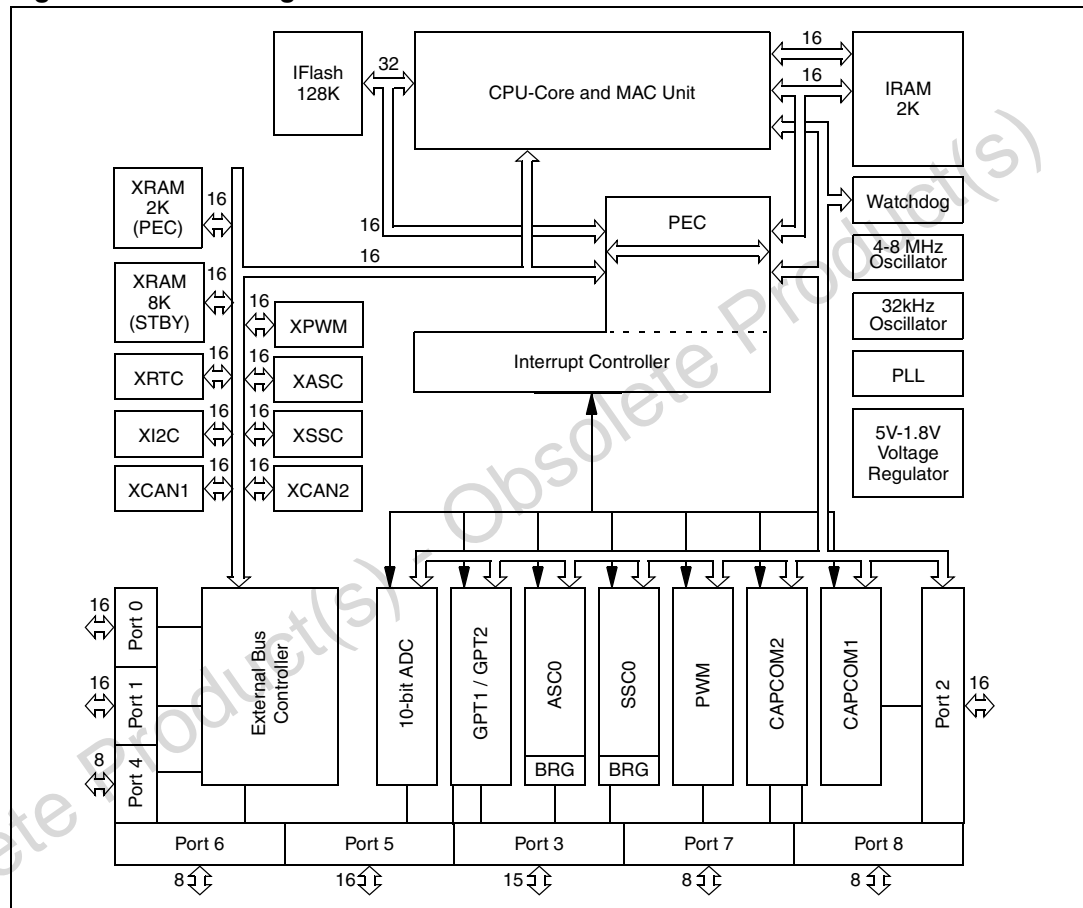 16
32
IFlash
128K
CPU-Core and MAC Unit
16
IRAM
2K
XRAM
2K
(PEC)
16
16
16
PEC
Watchdog
4-8 MHz
Oscillator
XRAM
8K
(STBY)
16
16
XPWM
32kHz
Oscillator
Interrupt Controller
XRTC
16
16
XASC
PLL
XI2C
16
16
XSSC
5V-1.8V
Voltage
Regulator
XCAN1
16
16
XCAN2
16
Port 0
16
Port 1
8
Port 4
External Bus
Controller
10-bit ADC
GPT1 / GPT2
ASC0
BRG
SSC0
BRG
PWM
CAPCOM2
CAPCOM1
Port 2
16
Port 6
Port 5
Port 3
Port 7
Port 8
8
16
15
8
8
ete Product(s) - Obsolete Product(s)